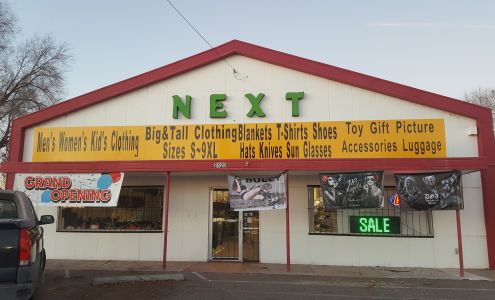 NEXT
Men's Women's Kid's Clothing
Big&Tall Clothing
Sizes S~9XL
Blankets T-Shirts Shoes
Hats Knives Sun Glasses
Toy Gift Picture
Accessories Luggage
GRAND
OPENING
SALE